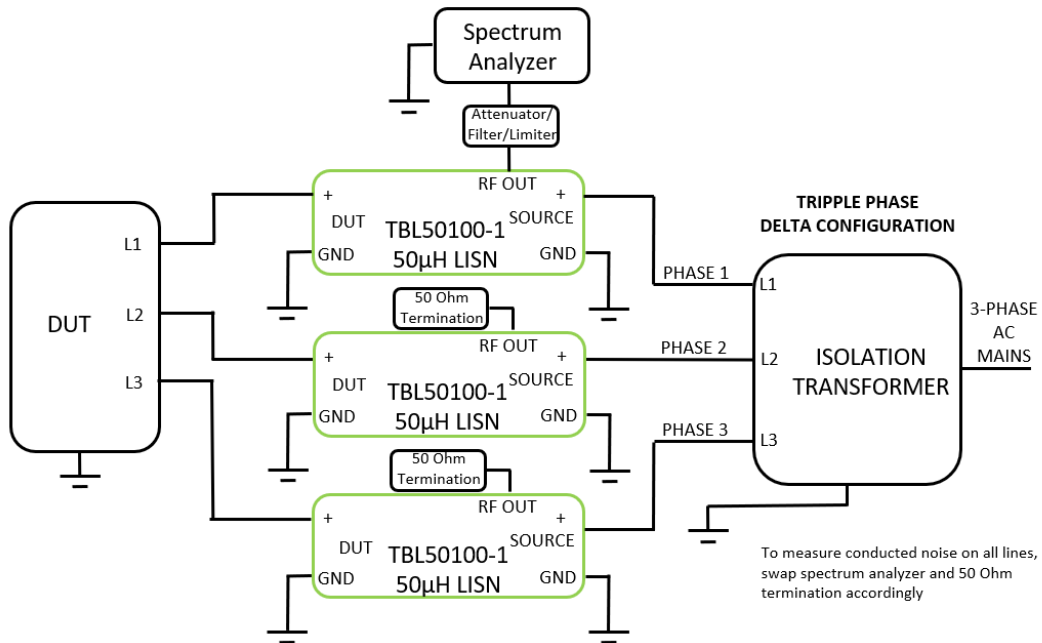 Spectrum
Analyzer
Attenuator/
Filter/Limiter
RF OUT
+
+
DUT
SOURCE
TBL50100-1
GND
GND
50µH LISN
TRIPPLE PHASE
DELTA CONFIGURATION
L1
L2
L3
DUT
PHASE 1
PHASE 2
PHASE 3
L1
L2
L3
ISOLATION
TRANSFORMER
3-PHASE
AC
MAINS
50 Ohm
Termination
RF OUT
+
+
DUT
SOURCE
TBL50100-1
GND
GND
50µH LISN
50 Ohm
Termination
RF OUT
+
+
DUT
SOURCE
TBL50100-1
GND
GND
50µH LISN
To measure conducted noise on all lines,
swap spectrum analyzer and 50 Ohm
termination accordingly